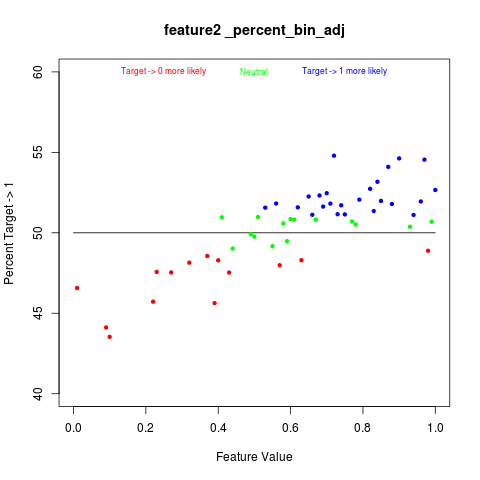 feature2 _percent_bin_adj
Target -> 0 more likely
Neutral
Target -> 1 more likely
60
55
50
45
40
Percent Target -> 1
0.0
0.2
0.4
0.6
0.8
1.0
Feature Value